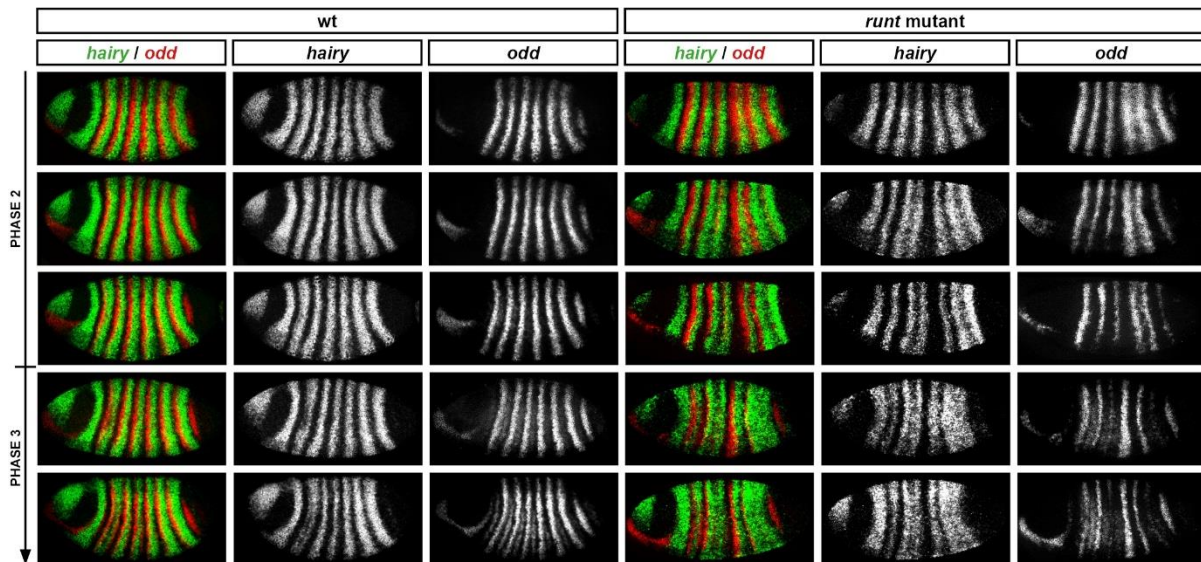 wt
runt mutant
hairy / odd
hairy
odd
hairy / odd
hairy
odd
PHASE 2
PHASE 3